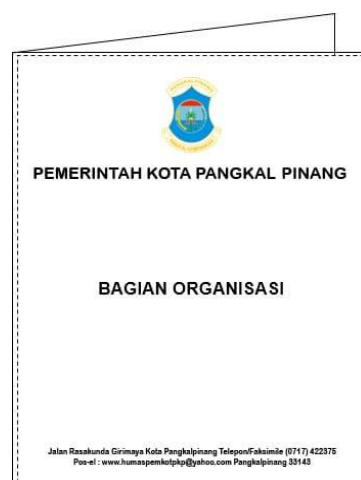 PEMERINTAH KOTA PANGKAL PINANG
BAGIAN ORGANISASI
Jalan Rasakunda Girimaya Kota Pangkalpinang Telepon/Faksimile (0717) 422375
Pos-el : www.humaspemkotpkp@yahoo.com Pangkalpinang 33143